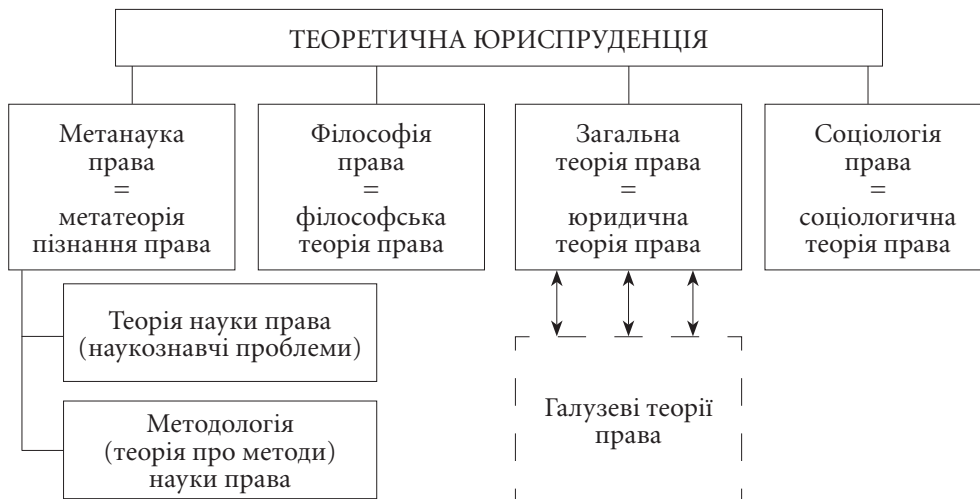 ТЕОРЕТИЧНА ЮРИСПРУДЕНЦІЯ
Метанаука
права
=
метатеорія
пізнання права
Філософія
права
=
філософська
теорія права
Загальна
теорія права
=
юридична
теорія права
Соціологія
права
=
соціологична
теорія права
Теорія науки права
(наукознавчі проблеми)
Методологія
(теорія про методи)
науки права
Галузеві теорії
права